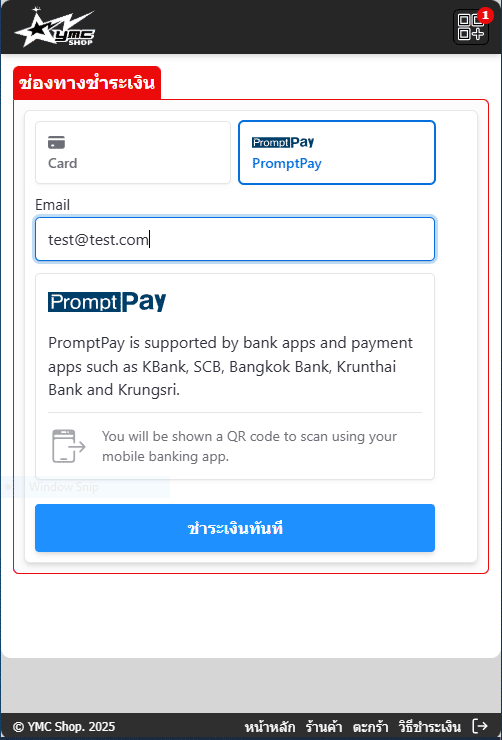 YMC
SHOP
1
ช่องทางชำระเงิน
Card
PromptPay
PromptPay
Email
test@test.com
PromptPay
PromptPay is supported by bank apps and payment
apps such as KBank, SCB, Bangkok Bank, Krunthai
Bank and Krungsri.
You will be shown a QR code to scan using your
mobile banking app.
Window Snip
ชำระเงินทันที
© YMC Shop. 2025
หน้าหลัก ร้านค้า ตะกร้า วิธีชำระเงิน